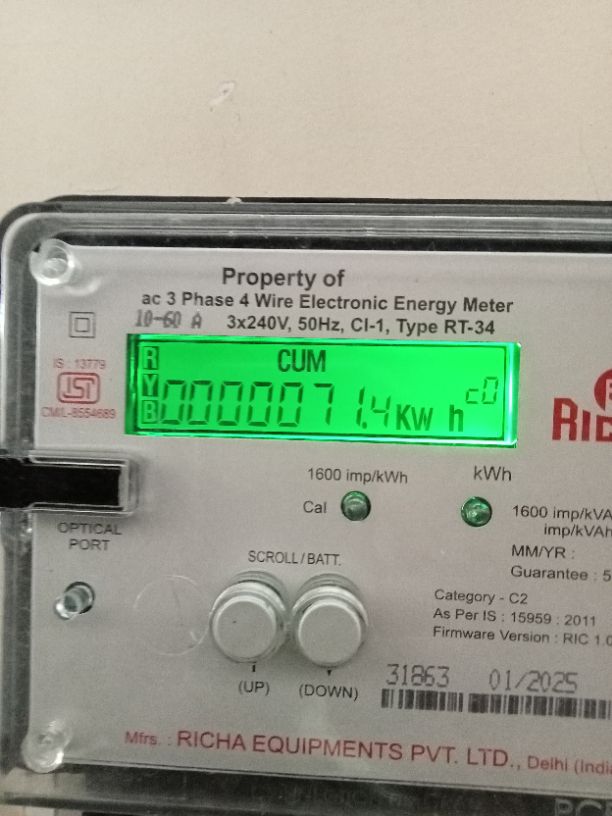 Property of
ac 3 Phase 4 Wire Electronic Energy Meter
10-60 A 3x240V, 50Hz, Cl-1, Type RT-34
IS : 13779
ISI
CM/L-8554689
R
Y
B
CUM
0000071.4 Kw h c0
1600 imp/kWh
kWh
Cal
1600 imp/kVA
imp/kVAh
OPTICAL
PORT
MM/YR :
Guarantee : 5
SCROLL/BATT.
Category - C2
As Per IS : 15959 : 2011
Firmware Version : RIC 1.0
(UP)
(DOWN)
31863 01/2025
Mfrs. : RICHA EQUIPMENTS PVT. LTD., Delhi (India